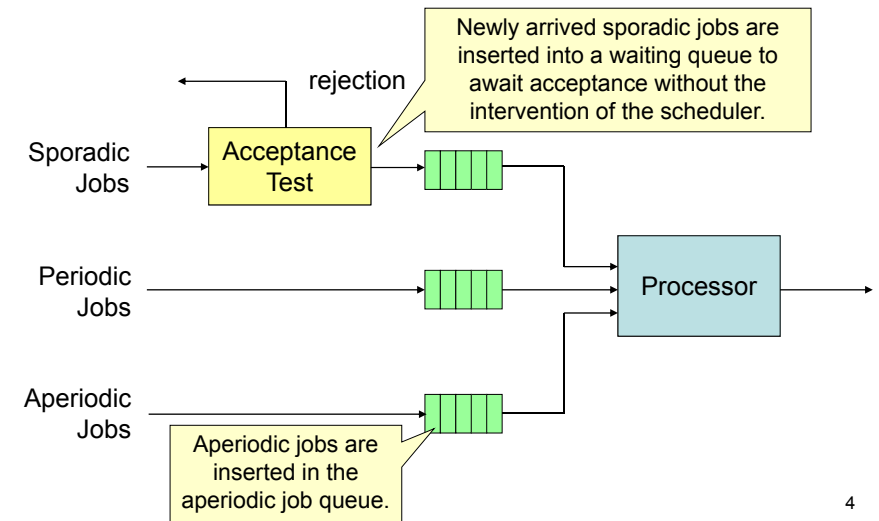 Newly arrived sporadic jobs are
inserted into a waiting queue to
await acceptance without the
intervention of the scheduler.
rejection
Sporadic
Jobs
Acceptance
Test
Periodic
Jobs
Processor
Aperiodic
Jobs
Aperiodic jobs are
inserted in the
aperiodic job queue.
4